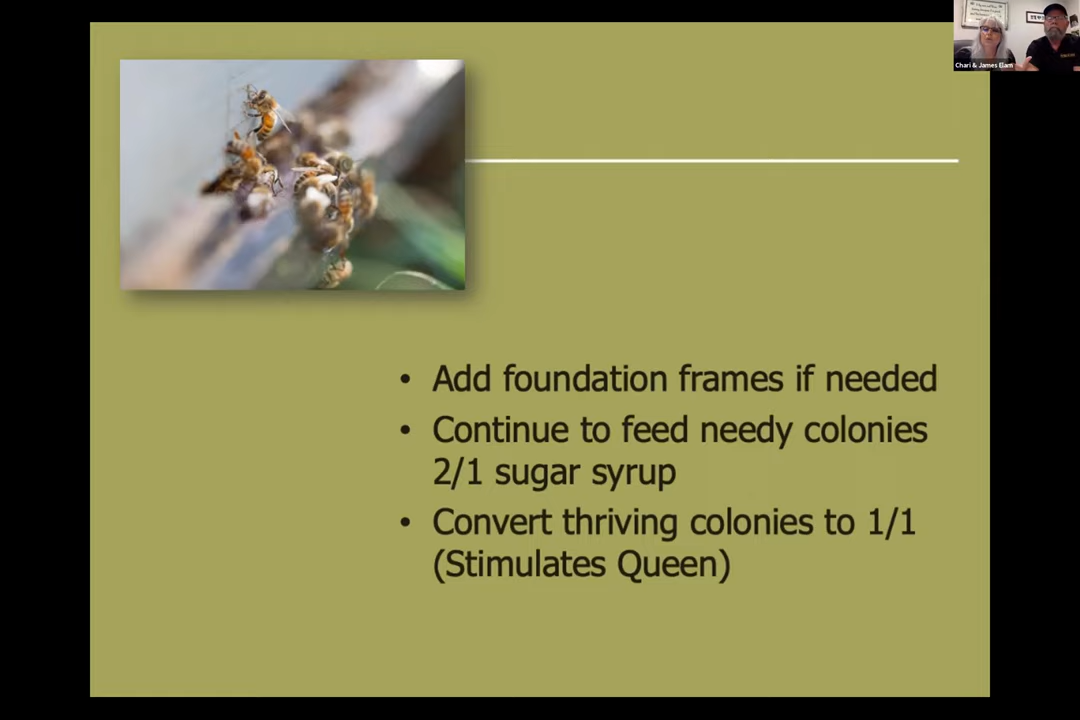 Chari & James Elam
• Add foundation frames if needed
• Continue to feed needy colonies
2/1 sugar syrup
• Convert thriving colonies to 1/1
(Stimulates Queen)